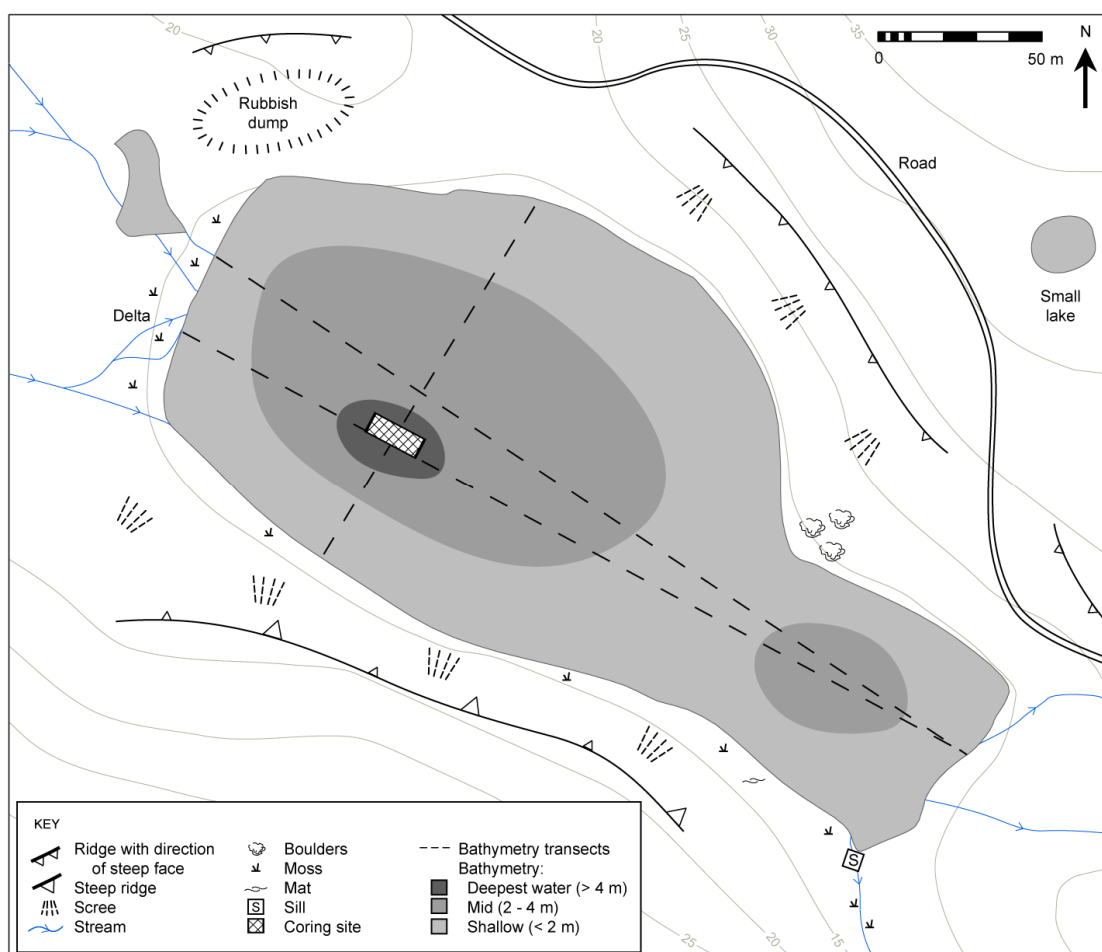 20
20
25
30
35
N
0
50 m
Rubbish
dump
Road
Small
lake
Delta
KEY
Ridge with direction
of steep face
Steep ridge
Scree
Stream
Boulders
Moss
Mat
S Sill
Coring site
Bathymetry transects
Bathymetry:
Deepest water (> 4 m)
Mid (2 - 4 m)
Shallow (< 2 m)
S
25
20
15